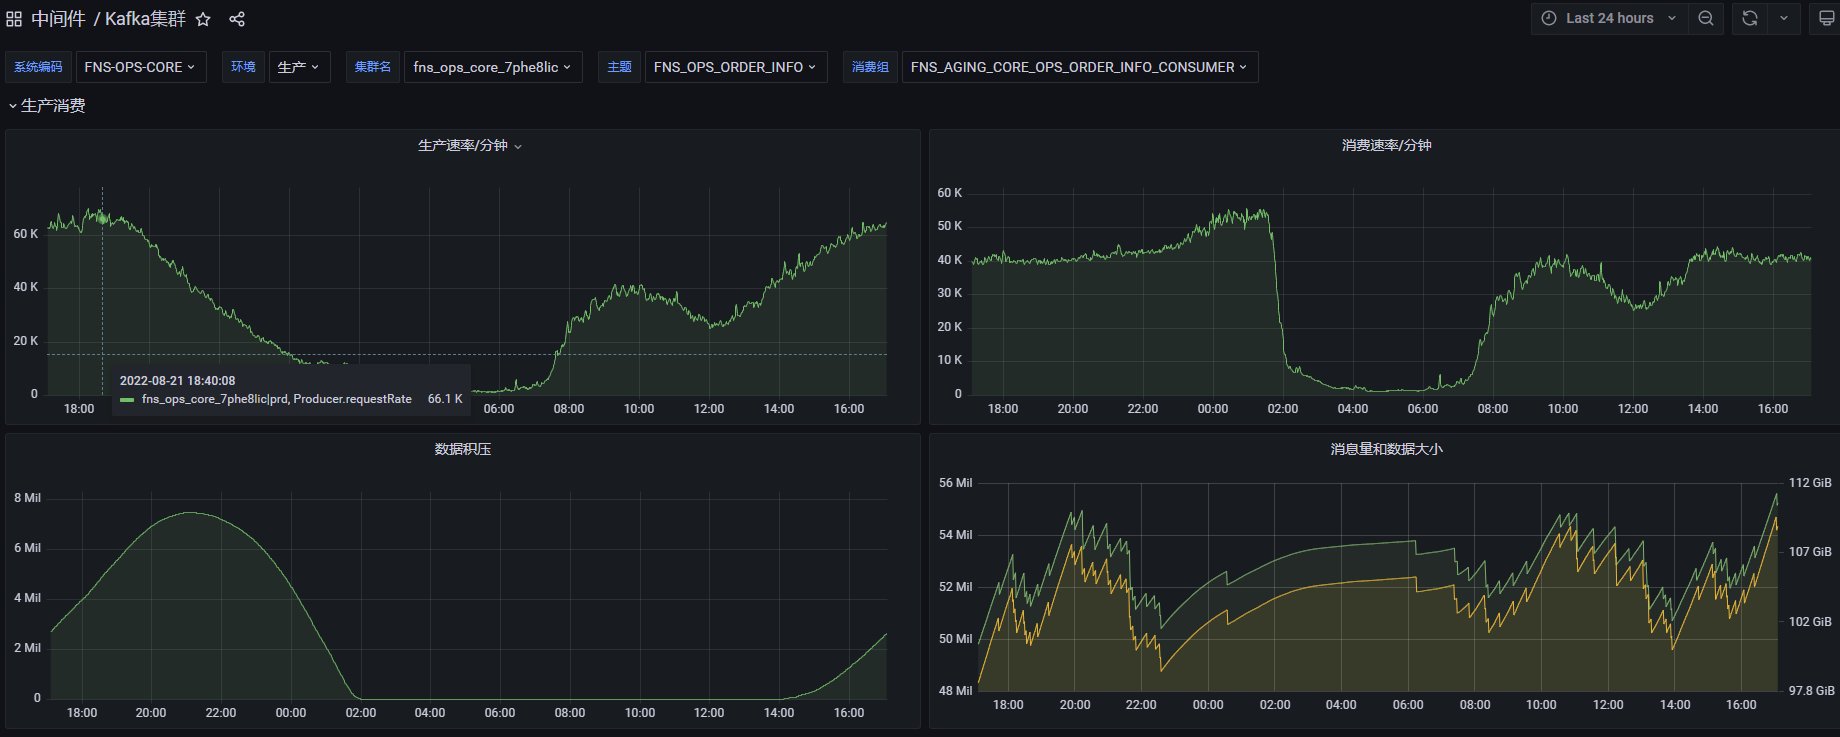 中间件 / Kafka集群
Last 24 hours
系统编码 FNS-OPS-CORE 环境 生产 集群名 fns_ops_core_7phe8lic 主题 FNS_OPS_ORDER_INFO 消费组 FNS_AGING_CORE_OPS_ORDER_INFO_CONSUMER
生产消费
生产速率/分钟
60 K
40 K
20 K
0
2022-08-21 18:40:08
fns_ops_core_7phe8lic|prd, Producer.requestRate 66.1 K
18:00 06:00 08:00 10:00 12:00 14:00 16:00
消费速率/分钟
60 K
50 K
40 K
30 K
20 K
10 K
0
18:00 20:00 22:00 00:00 02:00 04:00 06:00 08:00 10:00 12:00 14:00 16:00
数据积压
8 Mil
6 Mil
4 Mil
2 Mil
0
18:00 20:00 22:00 00:00 02:00 04:00 06:00 08:00 10:00 12:00 14:00 16:00
消息量和数据大小
56 Mil 112 GiB
54 Mil 107 GiB
52 Mil
50 Mil 102 GiB
48 Mil 97.8 GiB
18:00 20:00 22:00 00:00 02:00 04:00 06:00 08:00 10:00 12:00 14:00 16:00